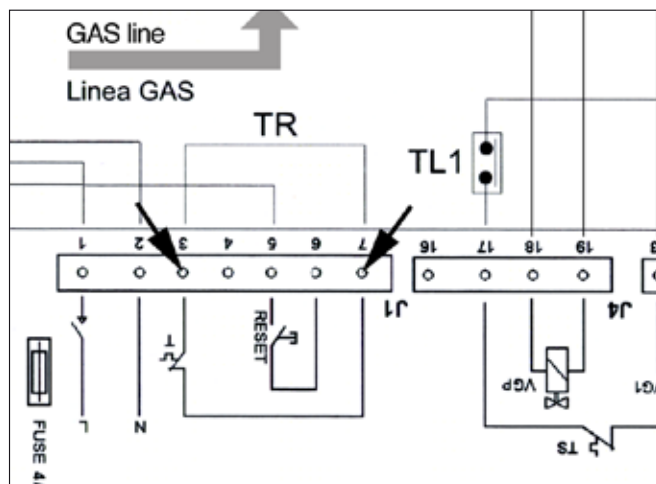 GAS line
Linea GAS
TR
TL1
1 2 3 4 5 6 7 16 17 18 19
J1 J4
T
RESET
VGP
VG1
L N
TS
FUSE 4